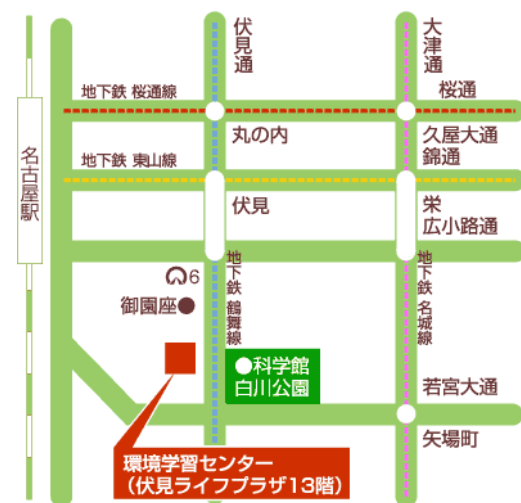 伏見通
大津通
地下鉄 桜通線
桜通
丸の内
久屋大通
錦通
地下鉄 東山線
名古屋駅
伏見
栄
広小路通
6
御園座
地下鉄 鶴舞線
地下鉄 名城線
科学館
白川公園
若宮大通
矢場町
環境学習センター
（伏見ライフプラザ13階）